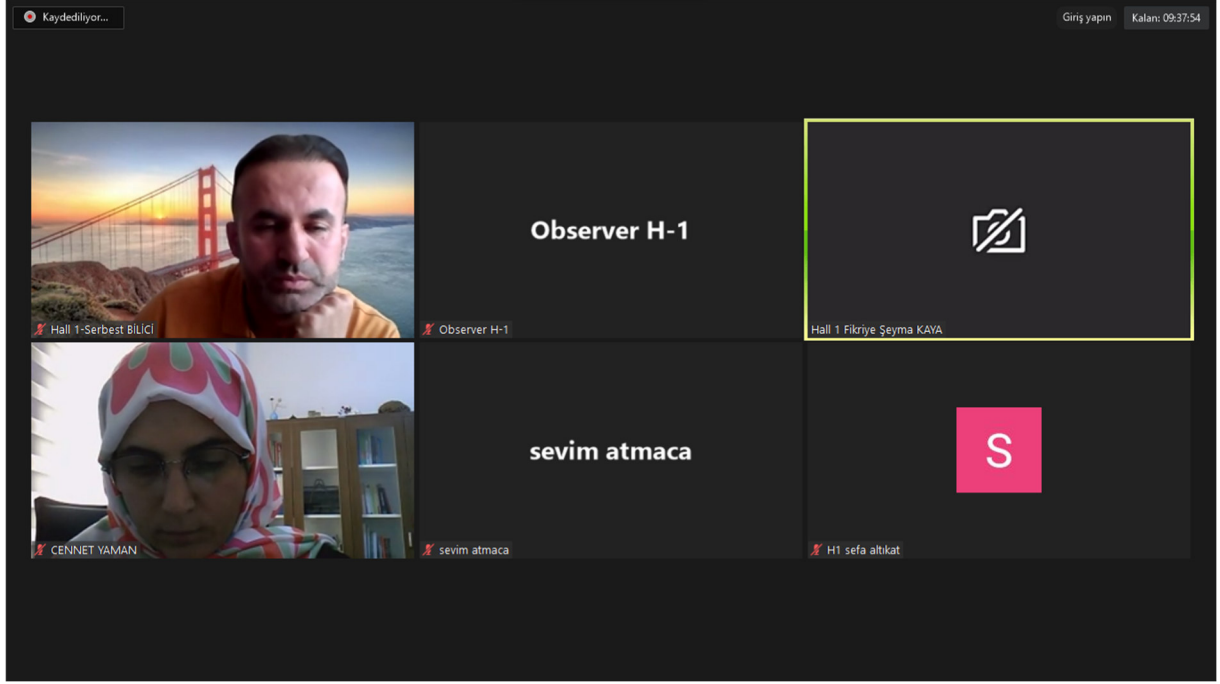 Kaydediliyor...
Giriş yapın
Kalan: 09:37:54
Hall 1-Serbest BİLİCİ
Observer H-1
Observer H-1
Hall 1 Fikriye Şeyma KAYA
CENNET YAMAN
sevim atmaca
sevim atmaca
S
H1 sefa altıkat